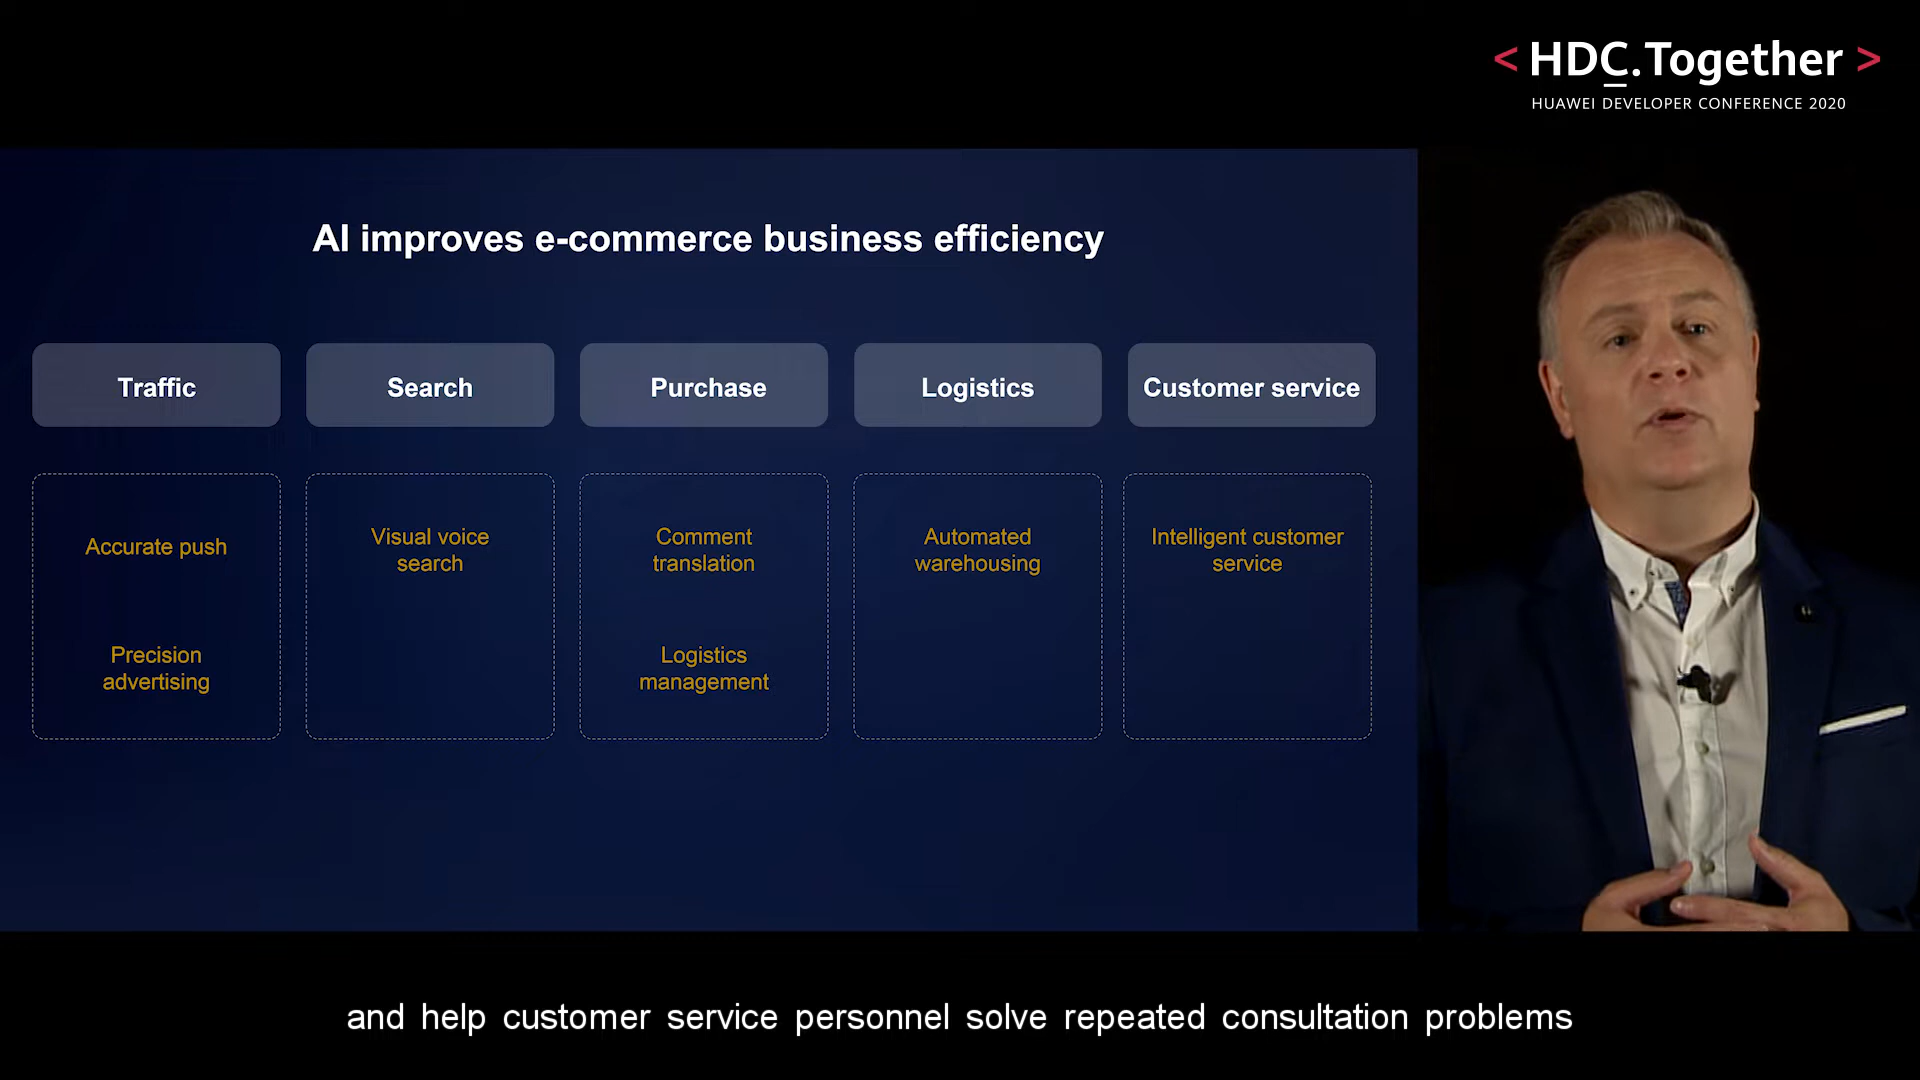 < HDC.Together >
HUAWEI DEVELOPER CONFERENCE 2020
AI improves e-commerce business efficiency
Traffic
Search
Purchase
Logistics
Customer service
Accurate push
Precision
advertising
Visual voice
search
Comment
translation
Logistics
management
Automated
warehousing
Intelligent customer
service
and help customer service personnel solve repeated consultation problems